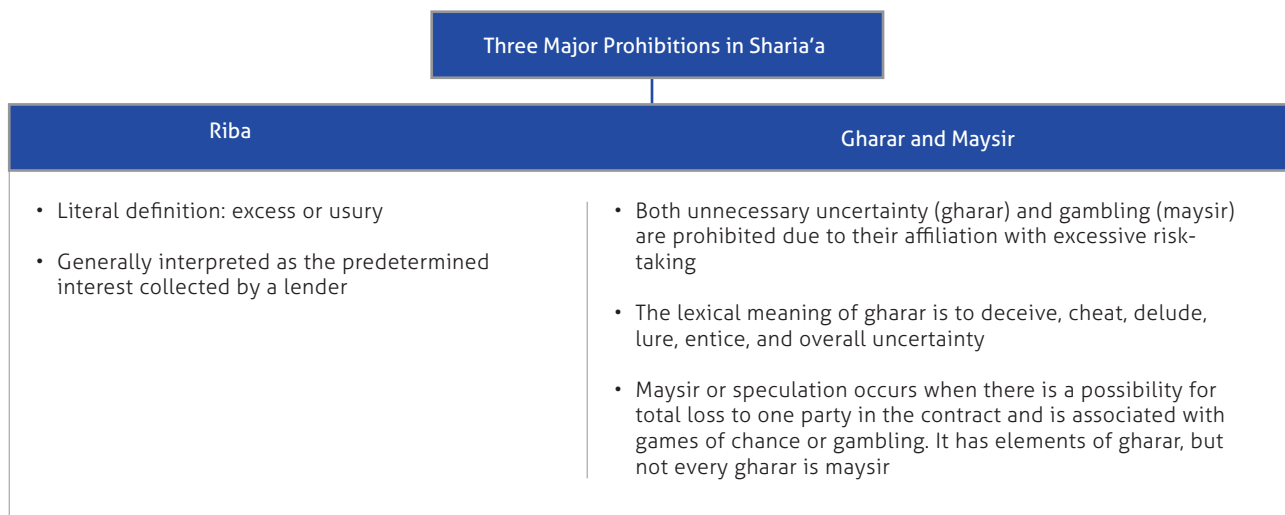 Three Major Prohibitions in Sharia’a
Riba
• Literal definition: excess or usury
• Generally interpreted as the predetermined
interest collected by a lender
Gharar and Maysir
• Both unnecessary uncertainty (gharar) and gambling (maysir)
are prohibited due to their affiliation with excessive risk-
taking
• The lexical meaning of gharar is to deceive, cheat, delude,
lure, entice, and overall uncertainty
• Maysir or speculation occurs when there is a possibility for
total loss to one party in the contract and is associated with
games of chance or gambling. It has elements of gharar, but
not every gharar is maysir